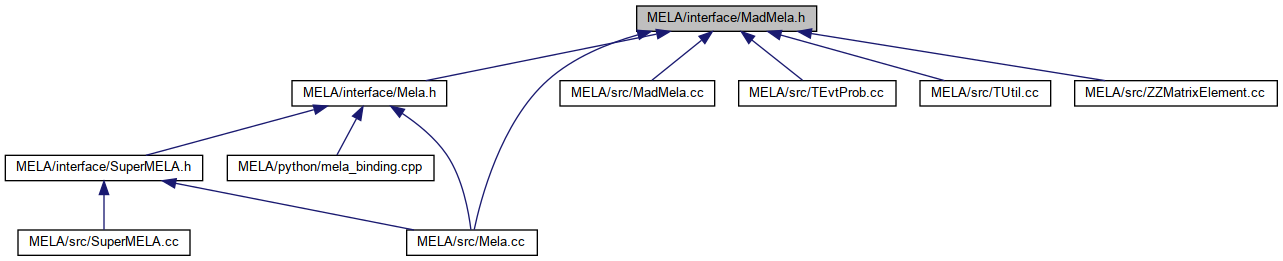 MELA/interface/MadMela.h
MELA/interface/Mela.h
MELA/src/MadMela.cc
MELA/src/TEvtProb.cc
MELA/src/TUtil.cc
MELA/src/ZZMatrixElement.cc
MELA/interface/SuperMELA.h
MELA/python/mela_binding.cpp
MELA/src/SuperMELA.cc
MELA/src/Mela.cc